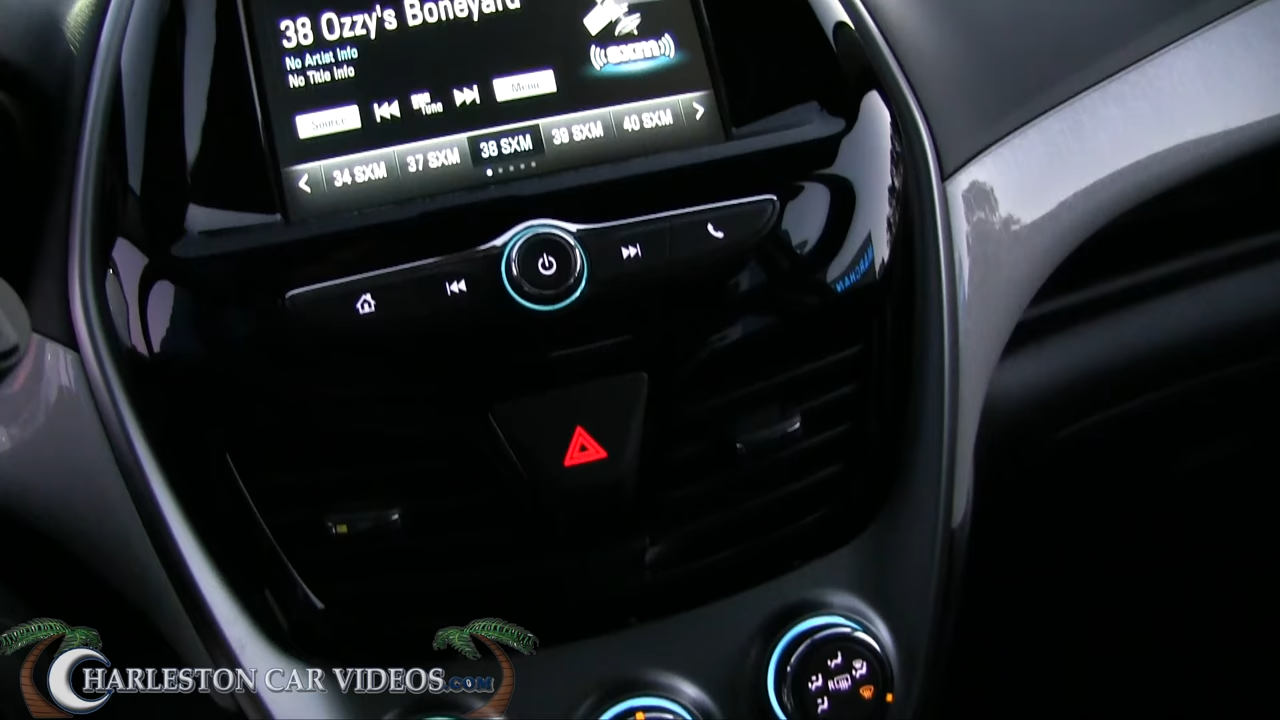 38 Ozzy's Boneyard
No Artist Info
No Title Info
((sxm))
Source
Tune
Menu
34 SXM 37 SXM 38 SXM 39 SXM 40 SXM
CHARLESTON CAR VIDEOS.COM